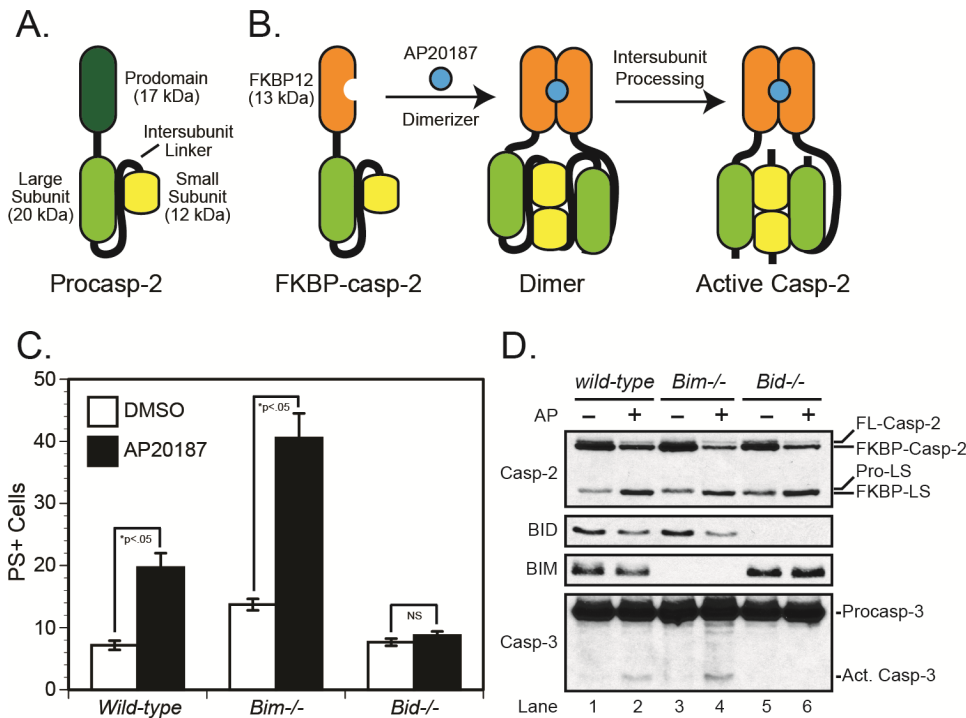 A.
Prodomain
(17 kDa)
Intersubunit
Linker
Large
Subunit
(20 kDa)
Small
Subunit
(12 kDa)
Procasp-2
B.
FKBP12
(13 kDa)
AP20187
Dimerizer
Intersubunit
Processing
FKBP-casp-2
Dimer
Active Casp-2
C.
50
40
30
20
10
0
PS+ Cells
DMSO
AP20187
*p<.05
*p<.05
NS
Wild-type
Bim-/-
Bid-/-
D.
wild-type Bim-/- Bid-/-
AP − + − + − +
Casp-2
FL-Casp-2
FKBP-Casp-2
Pro-LS
FKBP-LS
BID
BIM
Casp-3
Procasp-3
Act. Casp-3
Lane 1 2 3 4 5 6